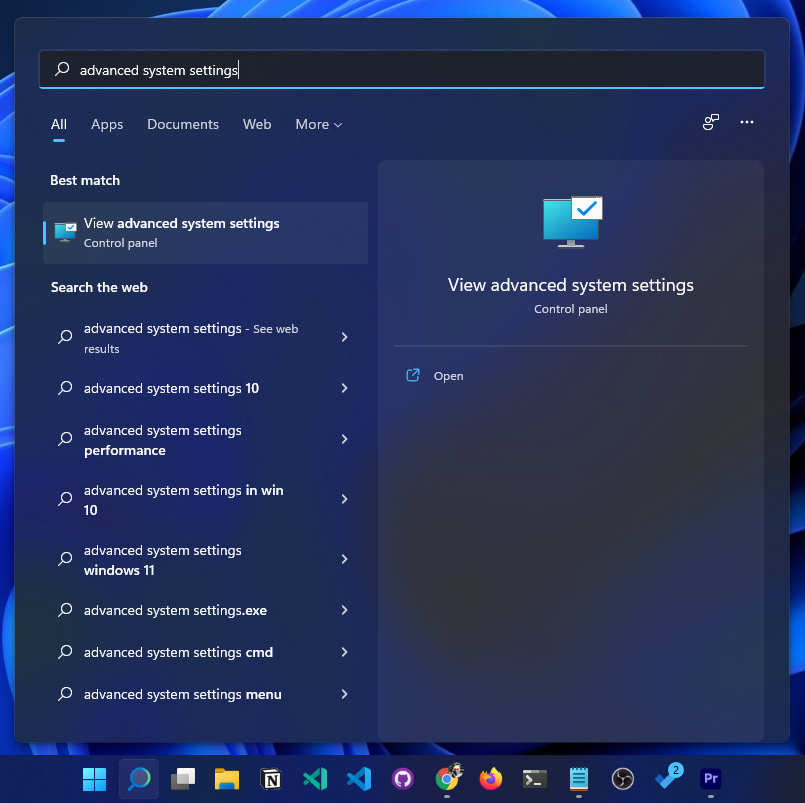 advanced system settings
All Apps Documents Web More
Best match
View advanced system settings
Control panel
Search the web
advanced system settings - See web
results
advanced system settings 10
advanced system settings
performance
advanced system settings in win
10
advanced system settings
windows 11
advanced system settings.exe
advanced system settings cmd
advanced system settings menu
View advanced system settings
Control panel
Open
2
Pr